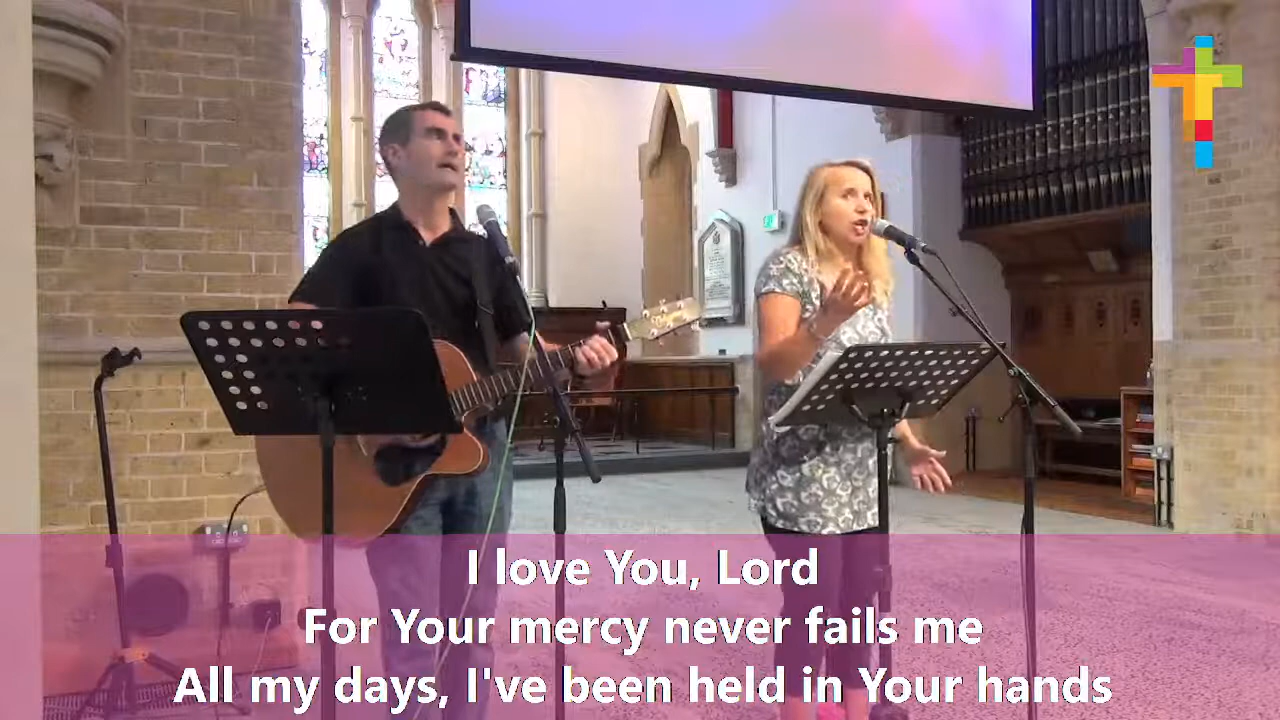 I love You, Lord
For Your mercy never fails me
All my days, I've been held in Your hands